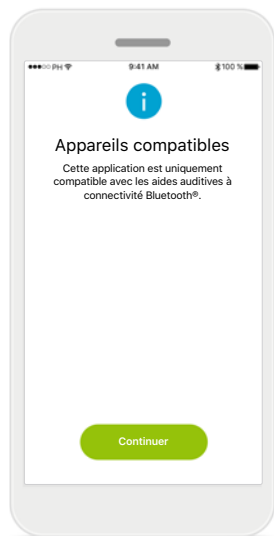 PH 9:41 AM 100 %
i
Appareils compatibles
Cette application est uniquement
compatible avec les aides auditives à
connectivité Bluetooth®.
Continuer